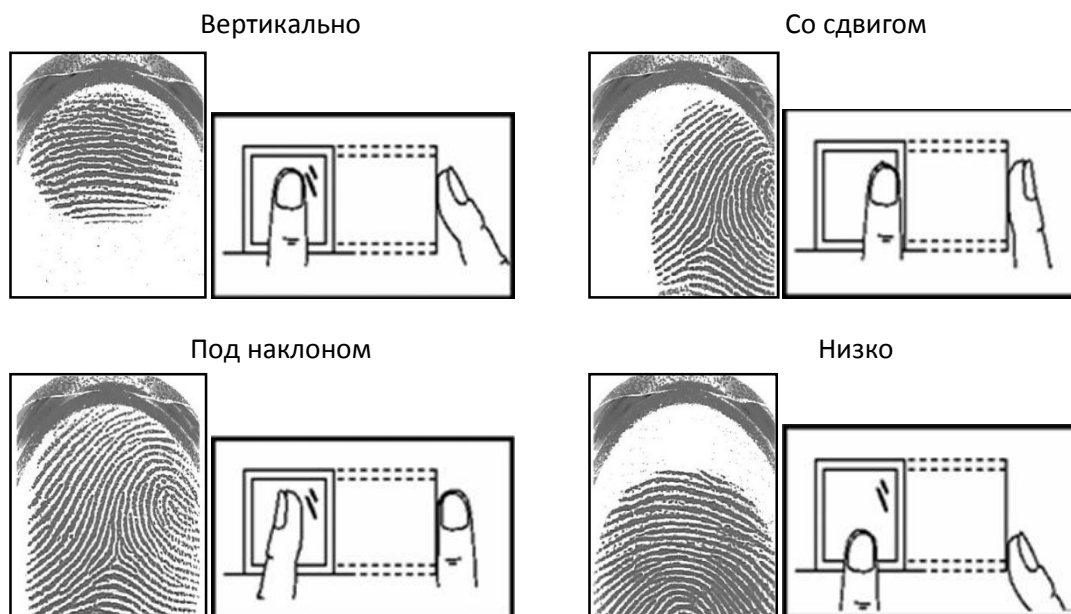 Вертикально
Со сдвигом
Под наклоном
Низко